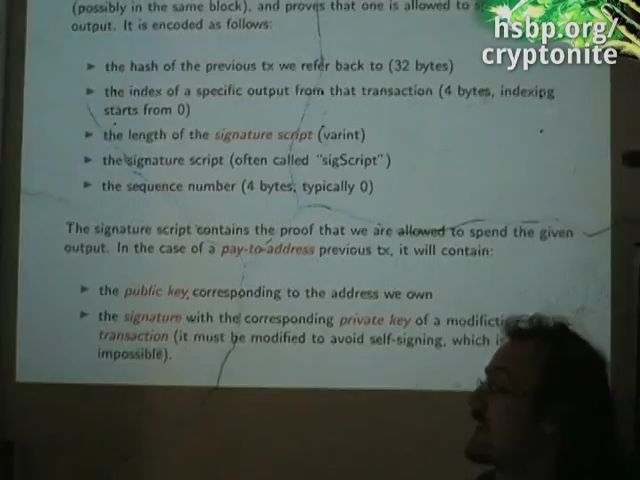 (possibly in the same block), and proves that one is allowed to
output. It is encoded as follows:
hsbp.org/
cryptonite
► the hash of the previous tx we refer back to (32 bytes)
► the index of a specific output from that transaction (4 bytes, indexing
starts from 0)
► the length of the signature script (varint)
► the signature script (often called "sigScript")
► the sequence number (4 bytes, typically 0)
The signature script contains the proof that we are allowed to spend the given
output. In the case of a pay-to-address previous tx, it will contain:
► the public key corresponding to the address we own
► the signature with the corresponding private key of a
transaction (it must be modified to avoid self-signing, which
impossible).